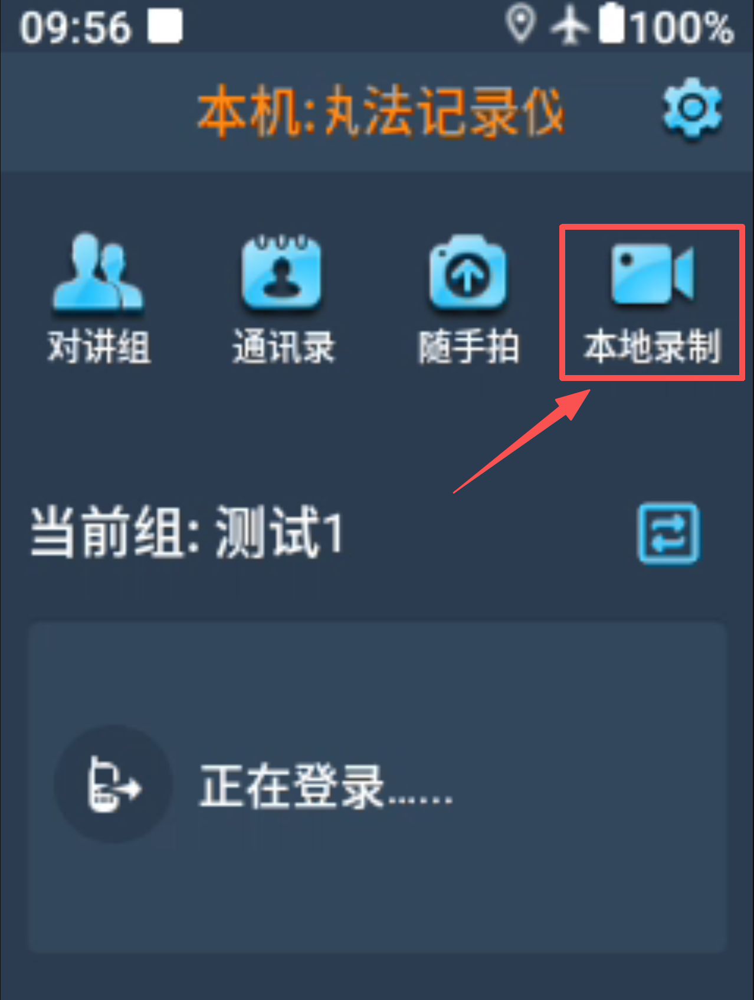 09:56 100%
本机:丸法记录仪
对讲组 通讯录 随手拍 本地录制
当前组: 测试1
正在登录......